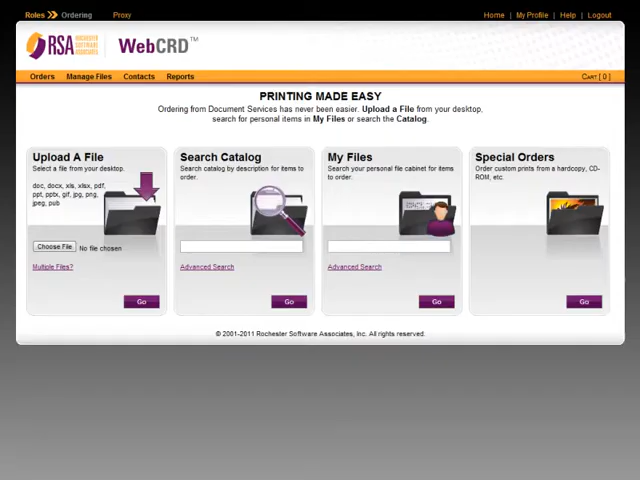 Roles Ordering Proxy Home | My Profile | Help | Logout
RSA ROCHESTER SOFTWARE ASSOCIATES WebCRD™
Orders Manage Files Contacts Reports CART [ 0 ]
PRINTING MADE EASY
Ordering from Document Services has never been easier. Upload a File from your desktop,
search for personal items in My Files or search the Catalog.
Upload A File
Select a file from your desktop.
doc, docx, xls, xlsx, pdf,
ppt, pptx, gif, jpg, png,
jpeg, pub
Choose File No file chosen
Multiple Files?
Go
Search Catalog
Search catalog by description for items to
order.
Advanced Search
Go
My Files
Search your personal file cabinet for items
to order.
Advanced Search
Go
Special Orders
Order custom prints from a hardcopy, CD-
ROM, etc.
Go
© 2001-2011 Rochester Software Associates, Inc. All rights reserved.